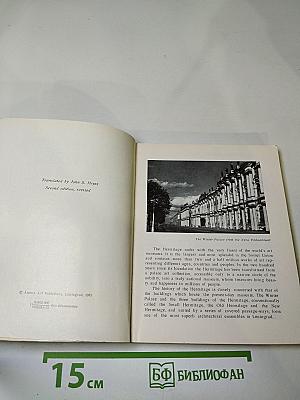 Translated by John S. Heyes
Second edition, revised
© Aurora Art Publishers, Leningrad, 1981
The Winter Palace from the Neva Embankment
The Hermitage ranks with the very finest of the world's art
museums. It is the largest and most splendid in the Soviet Union
and contains more than two and a half million works of art rep-
resenting different ages, countries and peoples. In the two hundred
years since its foundation the Hermitage has been transformed from
a palace art collection, accessible only to a narrow circle of the
nobility, into a truly national museum, whose treasures bring beau-
ty and happiness to millions of people.
The history of the Hermitage is closely connected with that of
the buildings which house the present-day museum. The Winter
Palace and the three buildings of the Hermitage, conventionally
called the Small Hermitage, the Old Hermitage and the New
Hermitage, and united by a series of covered passage-ways, form
one of the most superb architectural ensembles in Leningrad.
15 см
БФ БИБЛИОФАН